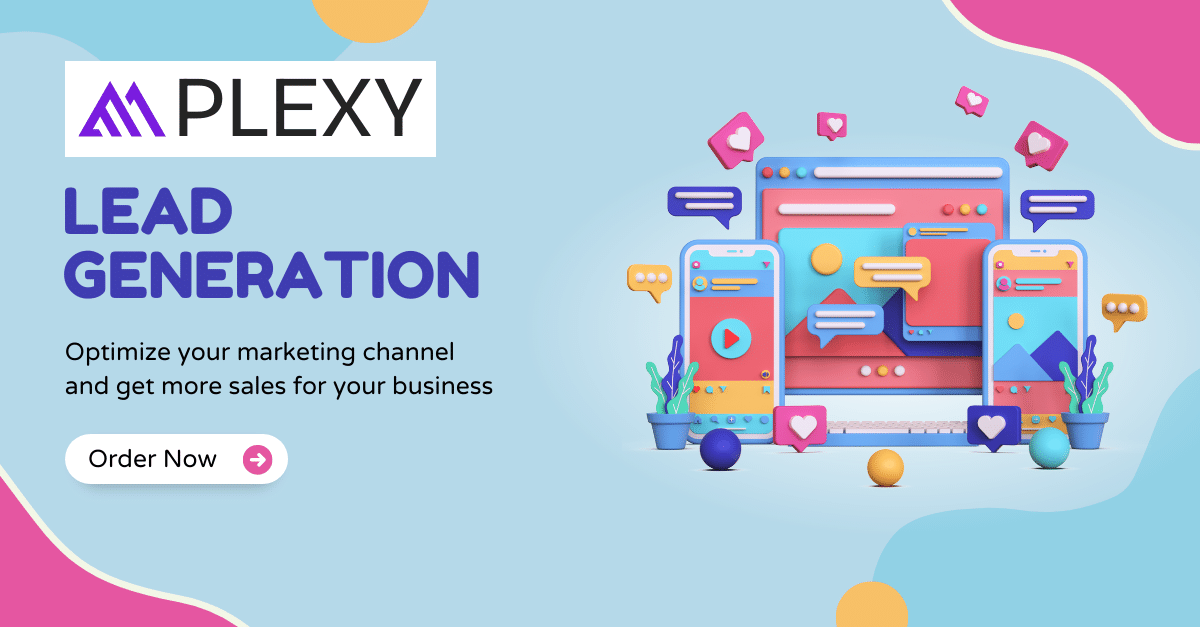 PLEXY
LEAD
GENERATION
Optimize your marketing channel
and get more sales for your business
Order Now